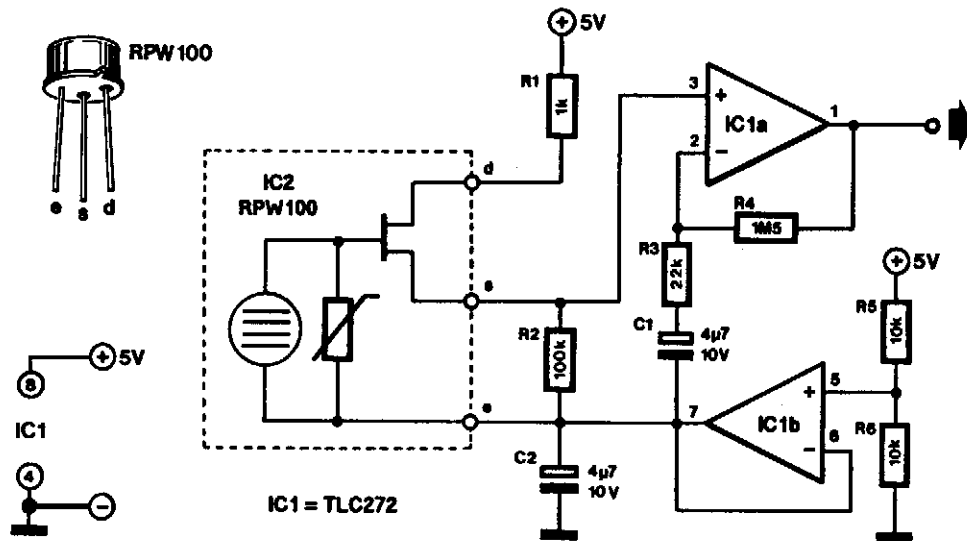 RPW100
e s d
5V
R1
1k
IC2
RPW100
d
s
e
3
+
2
−
IC1a
1
R4
1M5
R3
22k
C1
4µ7
10V
R2
100k
5V
R5
10k
R6
10k
7
IC1b
5
+
6
−
C2
4µ7
10V
8
+ 5V
IC1
4
−
IC1 = TLC272